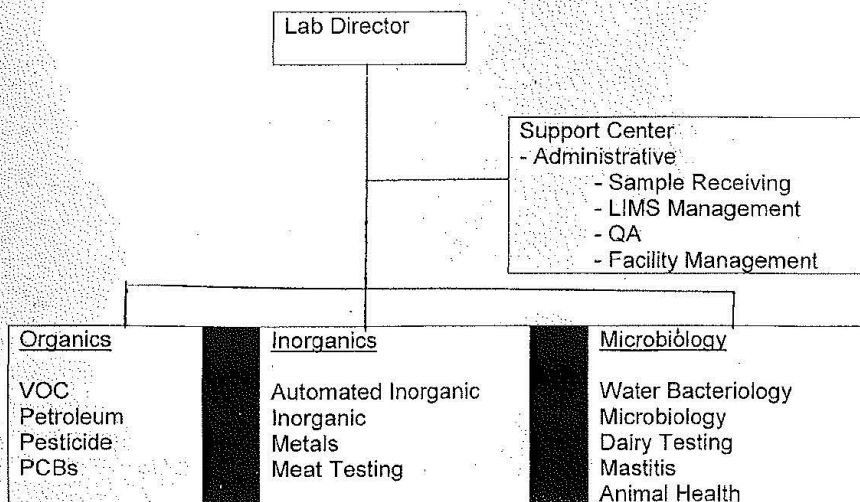 Lab Director
Support Center
- Administrative
- Sample Receiving
- LIMS Management
- QA
- Facility Management
Organics
VOC
Petroleum
Pesticide
PCBs
Inorganics
Automated Inorganic
Inorganic
Metals
Meat Testing
Microbiology
Water Bacteriology
Microbiology
Dairy Testing
Mastitis
Animal Health